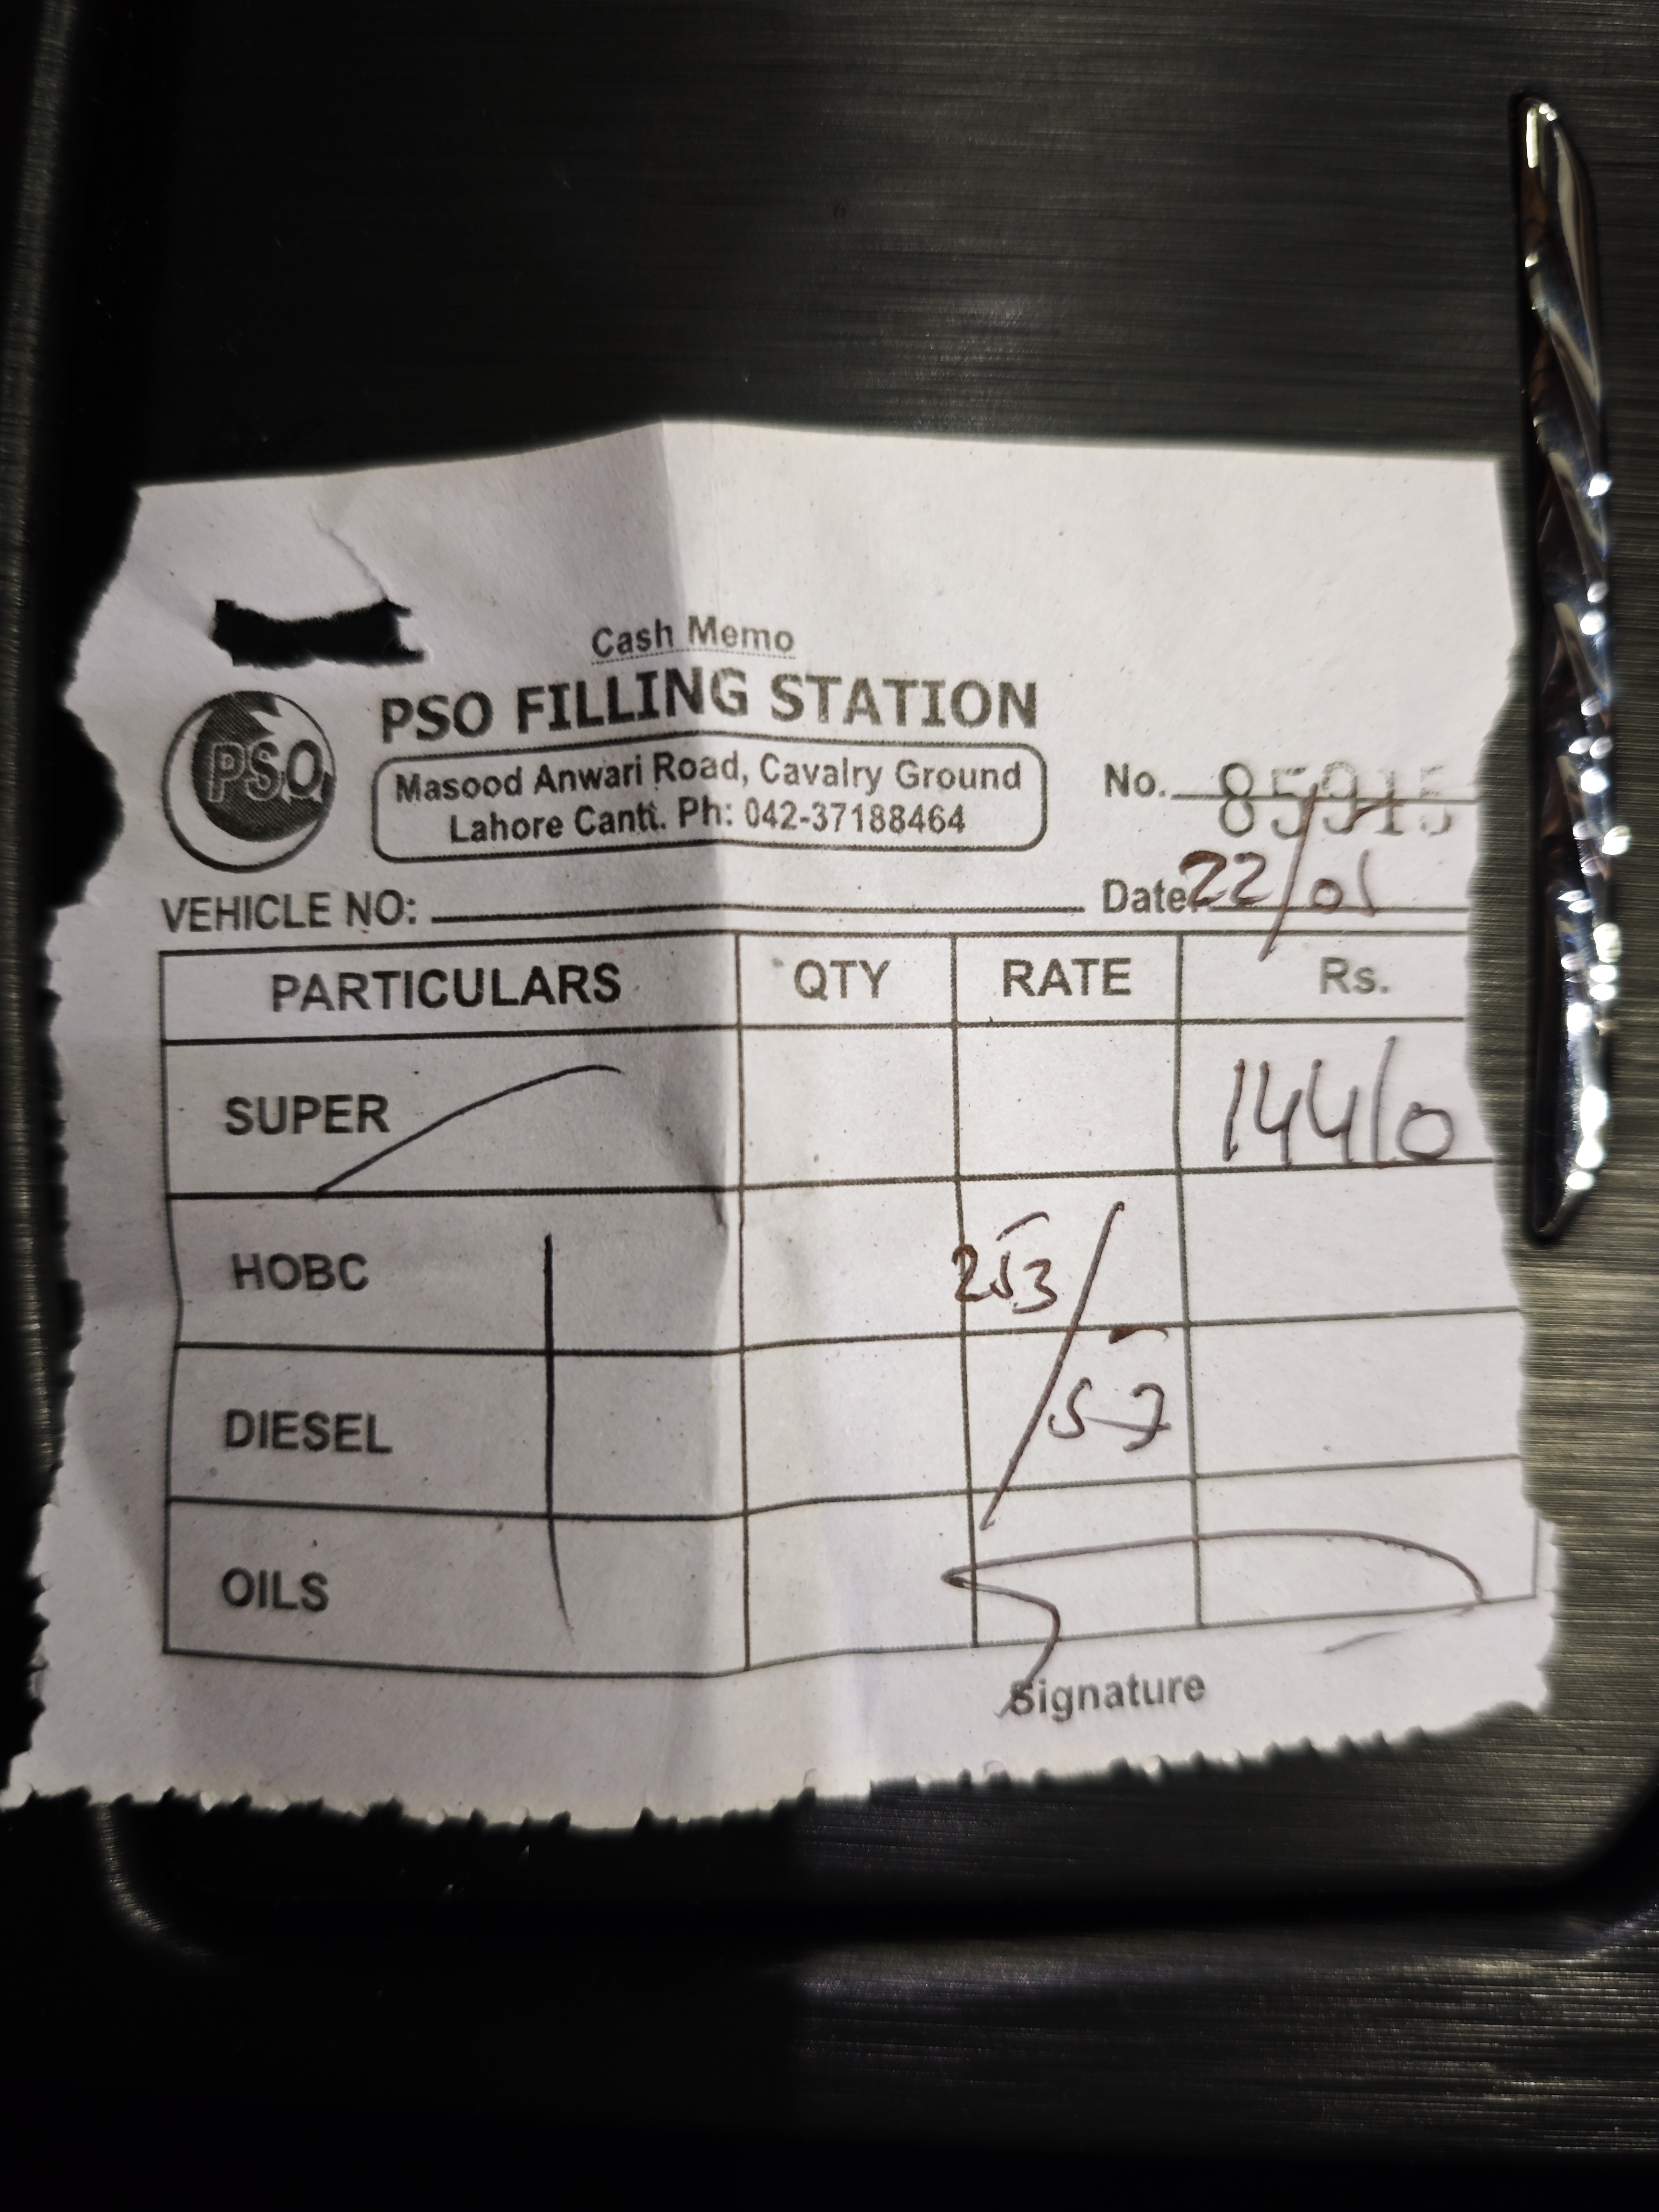 Cash Memo
PSO FILLING STATION
PSO
Masood Anwari Road, Cavalry Ground
Lahore Cantt. Ph: 042-37188464
No. 85915
VEHICLE NO: Date: 22/01
PARTICULARS QTY RATE Rs.
SUPER 14410
HOBC 253/
DIESEL 57
OILS
Signature